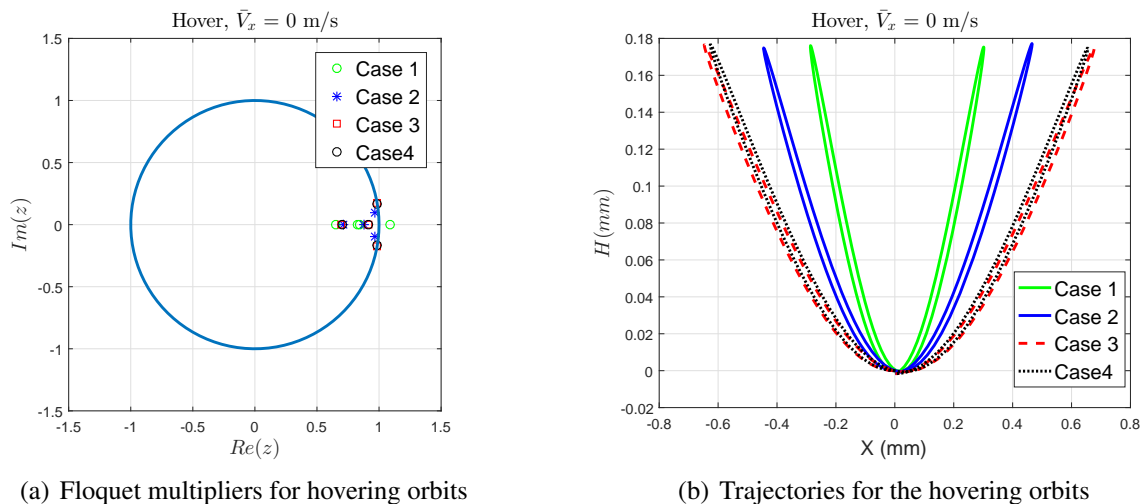 Hover, V̄ₓ = 0 m/s
1.5
1
0.5
0
-0.5
-1
-1.5
Im(z)
-1.5 -1 -0.5 0 0.5 1 1.5
Re(z)
Case 1
Case 2
Case 3
Case4
(a) Floquet multipliers for hovering orbits
Hover, V̄ₓ = 0 m/s
0.18
0.16
0.14
0.12
0.1
0.08
0.06
0.04
0.02
0
-0.02
H(mm)
-0.8 -0.6 -0.4 -0.2 0 0.2 0.4 0.6 0.8
X (mm)
Case 1
Case 2
Case 3
Case4
(b) Trajectories for the hovering orbits